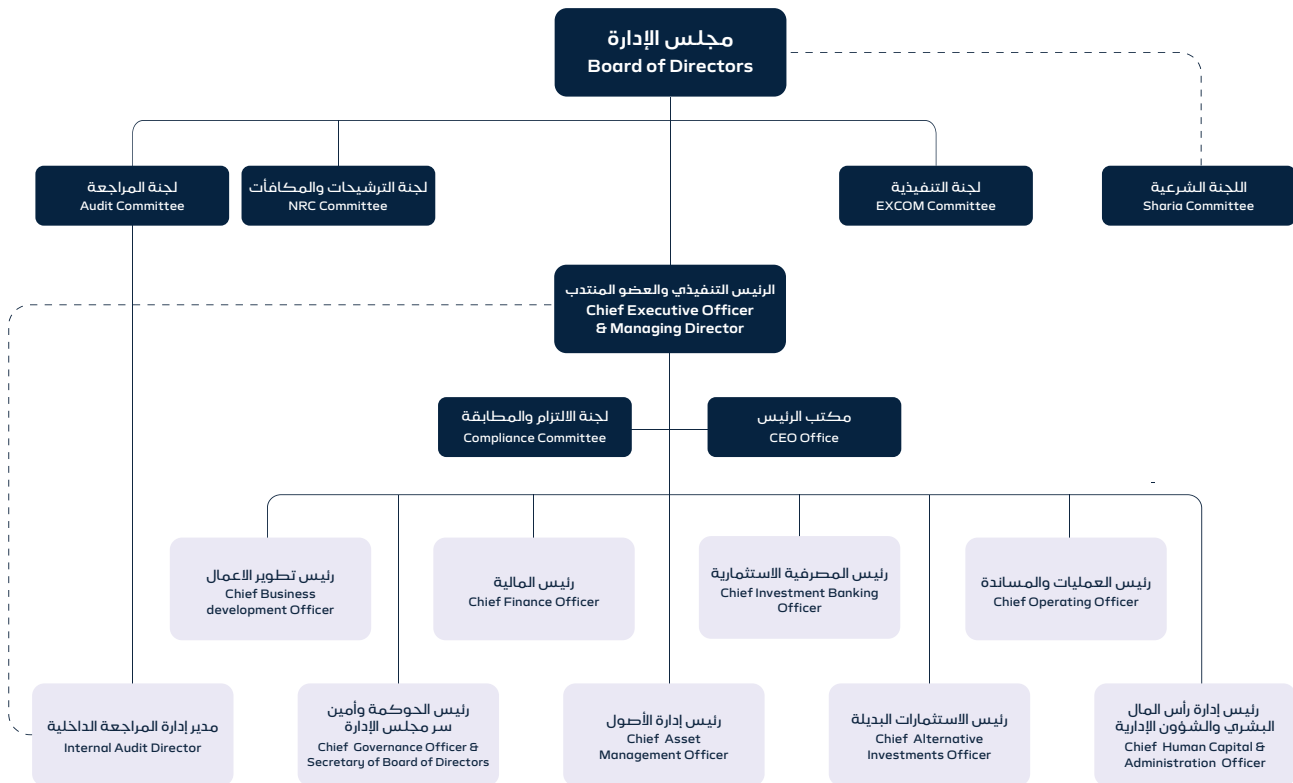 مجلس الإدارة
Board of Directors
لجنة المراجعة
Audit Committee
لجنة الترشيحات والمكافأت
NRC Committee
لجنة التنفيذية
EXCOM Committee
اللجنة الشرعية
Sharia Committee
الرئيس التنفيذي والعضو المنتدب
Chief Executive Officer
& Managing Director
لجنة الالتزام والمطابقة
Compliance Committee
مكتب الرئيس
CEO Office
رئيس تطوير الاعمال
Chief Business
development Officer
رئيس المالية
Chief Finance Officer
رئيس المصرفية الاستثمارية
Chief Investment Banking
Officer
رئيس العمليات والمساندة
Chief Operating Officer
مدير إدارة المراجعة الداخلية
Internal Audit Director
رئيس الحوكمة وأمين
سر مجلس الإدارة
Chief Governance Officer &
Secretary of Board of Directors
رئيس إدارة الأصول
Chief Asset
Management Officer
رئيس الاستثمارات البديلة
Chief Alternative
Investments Officer
رئيس إدارة رأس المال
البشري والشؤون الإدارية
Chief Human Capital &
Administration Officer